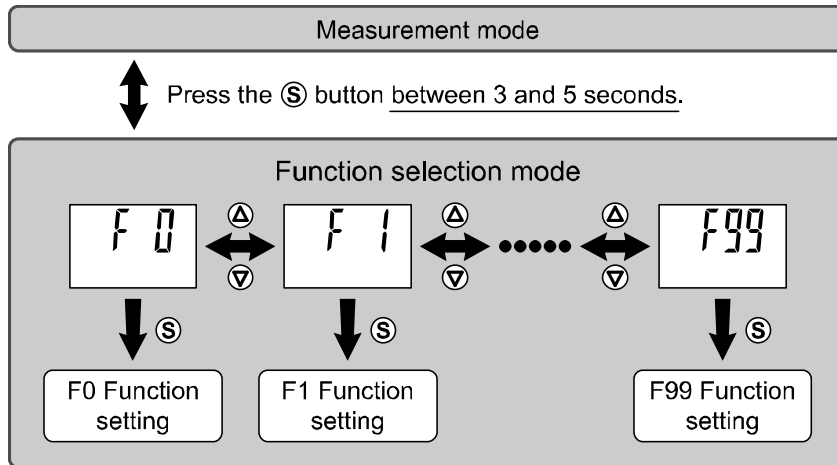 Measurement mode
Press the Ⓢ button between 3 and 5 seconds.
Function selection mode
F 0
F 1
F99
S
S
S
F0 Function
setting
F1 Function
setting
F99 Function
setting